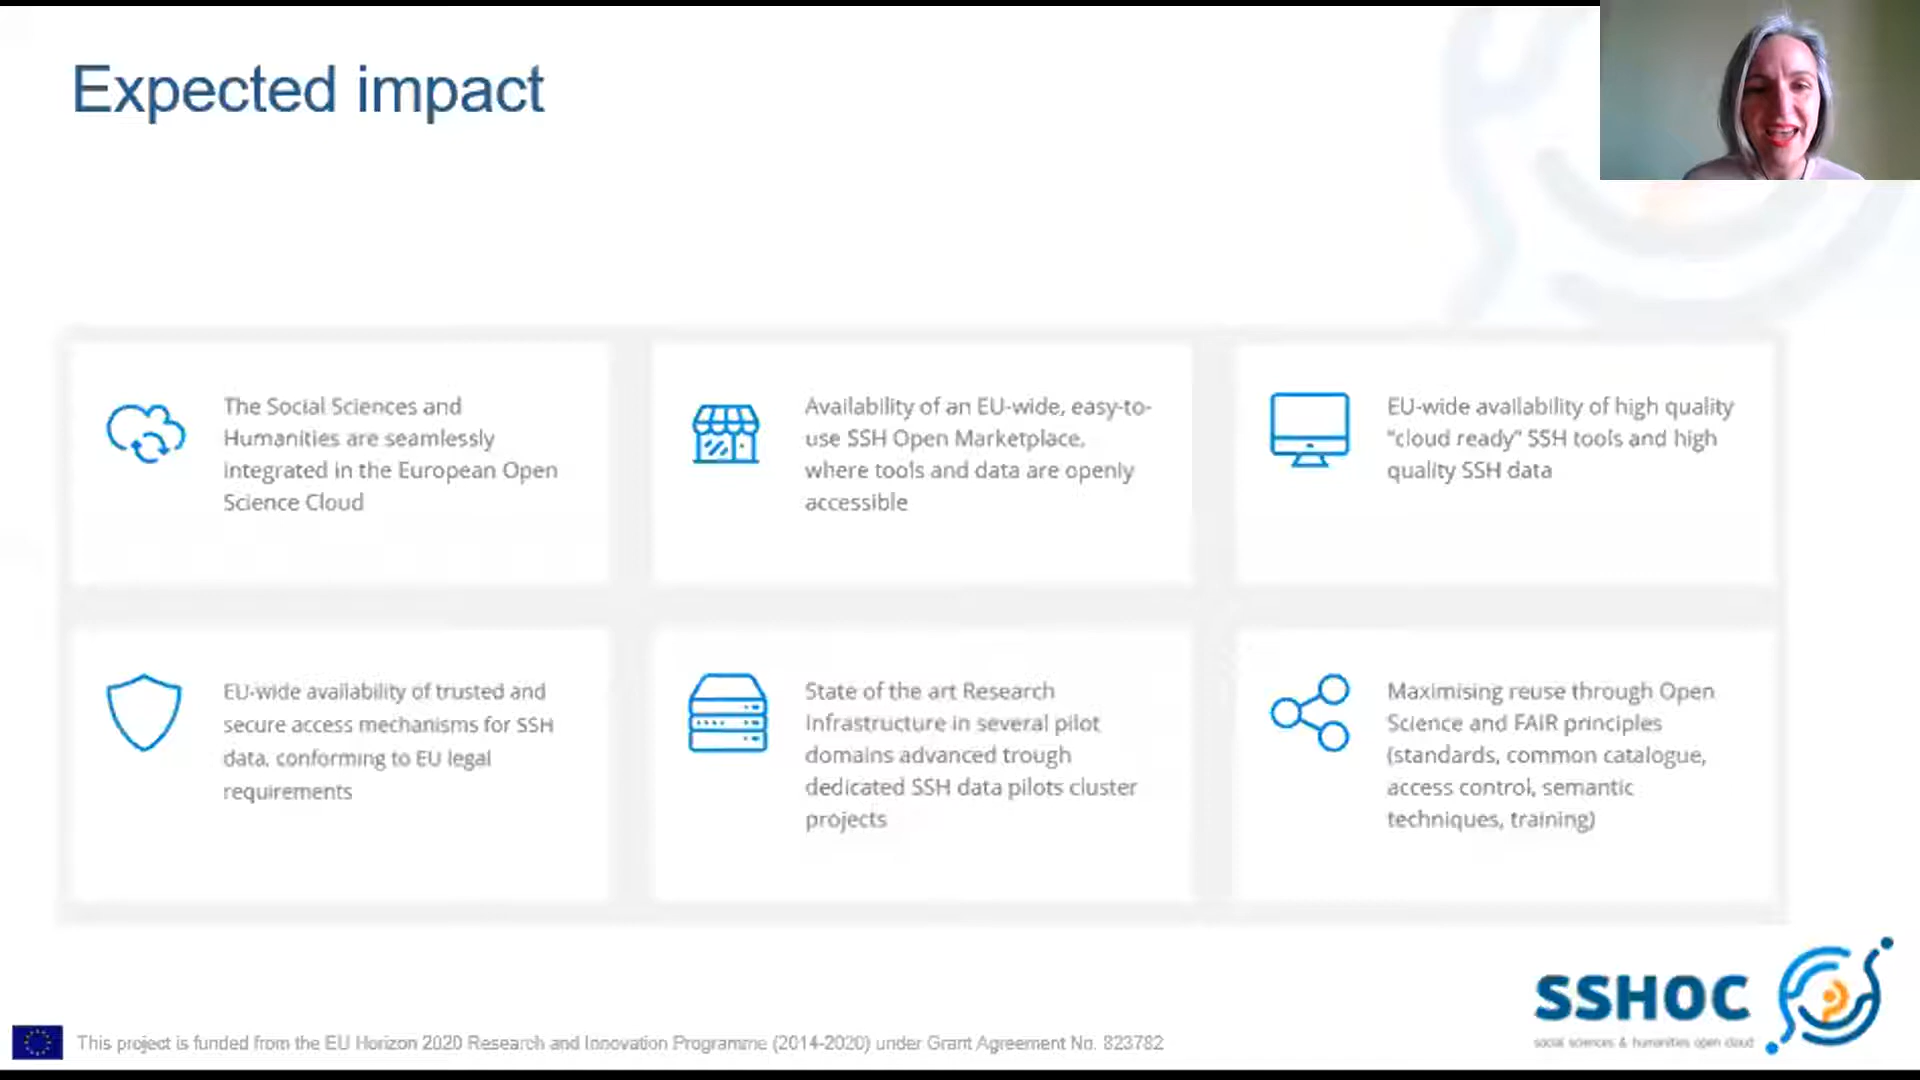 Expected impact
The Social Sciences and
Humanities are seamlessly
integrated in the European Open
Science Cloud
Availability of an EU-wide, easy-to-
use SSH Open Marketplace,
where tools and data are openly
accessible
EU-wide availability of high quality
"cloud ready" SSH tools and high
quality SSH data
EU-wide availability of trusted and
secure access mechanisms for SSH
data, conforming to EU legal
requirements
State of the art Research
Infrastructure in several pilot
domains advanced trough
dedicated SSH data pilots cluster
projects
Maximising reuse through Open
Science and FAIR principles
(standards, common catalogue,
access control, semantic
techniques, training)
SSHOC
social sciences & humanities open cloud
This project is funded from the EU Horizon 2020 Research and Innovation Programme (2014-2020) under Grant Agreement No. 823782